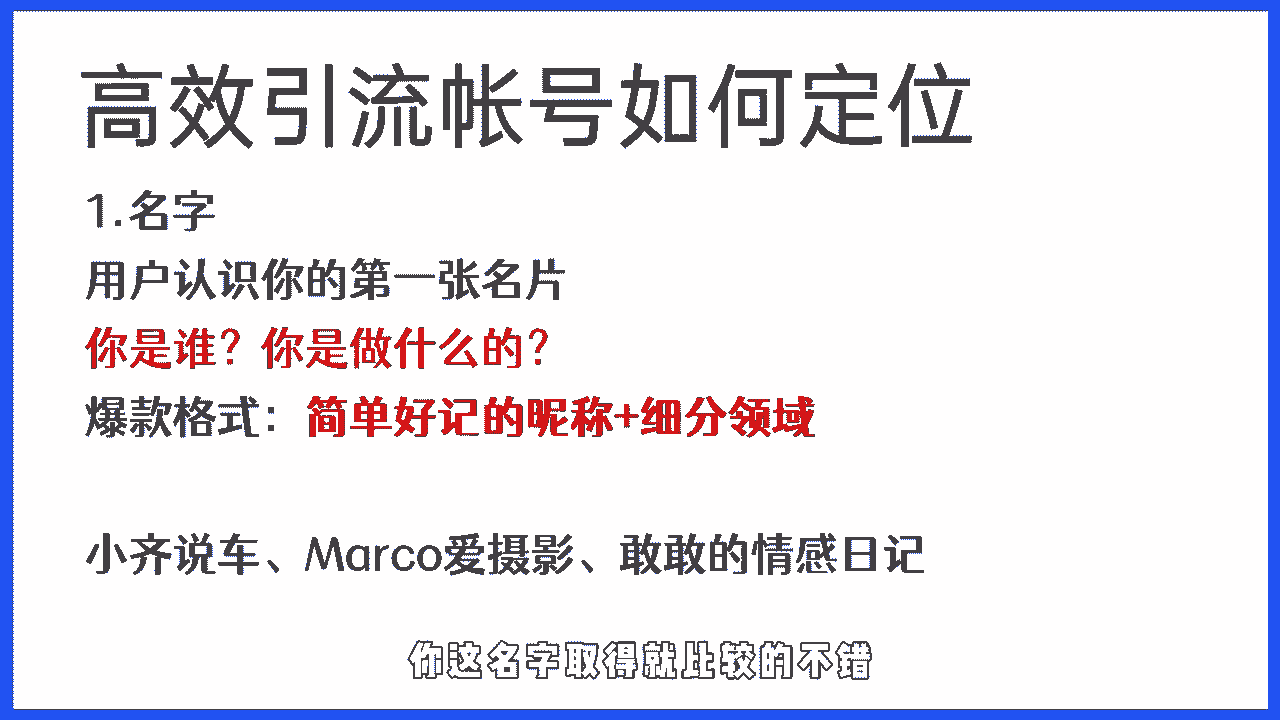 高效引流帐号如何定位
1.名字
用户认识你的第一张名片
你是谁？你是做什么的？
爆款格式：简单好记的昵称+细分领域
小齐说车、Marco爱摄影、敢敢的情感日记
你这名字取得就比较的不错